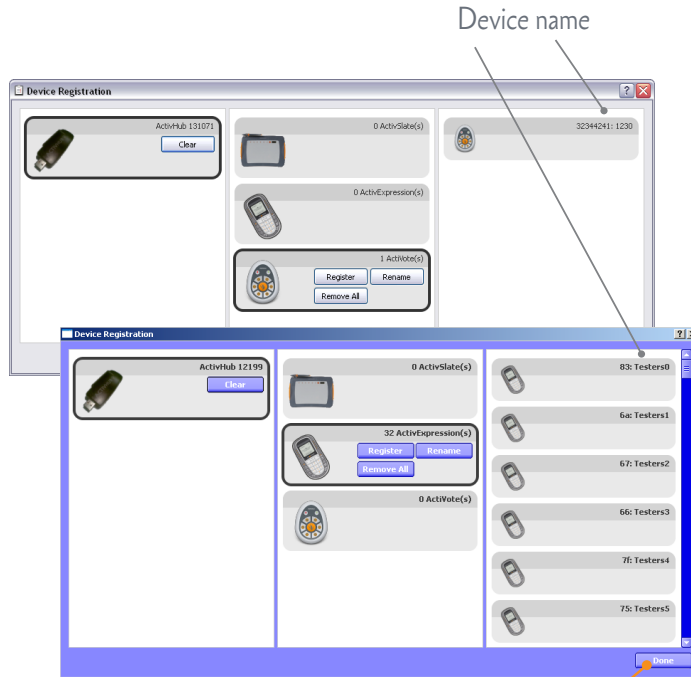 Device name
Device Registration
ActivHub 131071
Clear
0 ActivSlate(s)
0 ActivExpression(s)
1 ActiVote(s)
Register
Rename
Remove All
32344241: 1230
Device Registration
ActivHub 12199
Clear
0 ActivSlate(s)
32 ActivExpression(s)
Register
Rename
Remove All
0 ActiVote(s)
83: Testers0
6a: Testers1
67: Testers2
66: Testers3
7f: Testers4
75: Testers5
Done